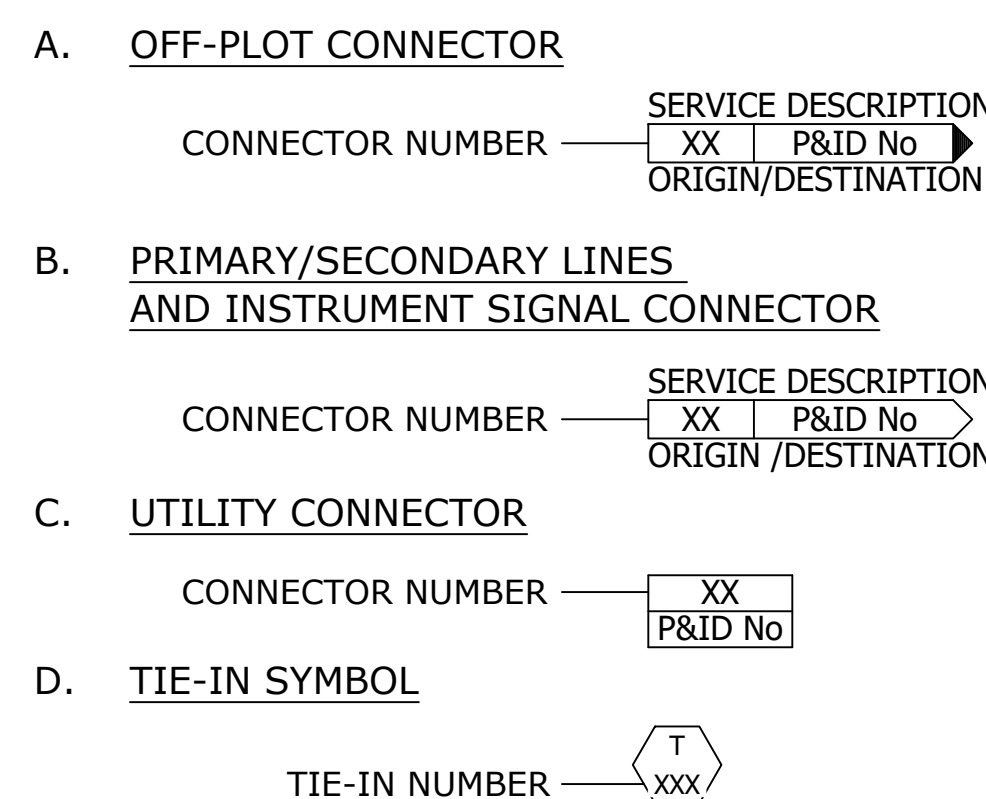 A. OFF-PLOT CONNECTOR
SERVICE DESCRIPTION
CONNECTOR NUMBER XX P&ID No
ORIGIN/DESTINATION
B. PRIMARY/SECONDARY LINES
AND INSTRUMENT SIGNAL CONNECTOR
SERVICE DESCRIPTION
CONNECTOR NUMBER XX P&ID No
ORIGIN /DESTINATION
C. UTILITY CONNECTOR
CONNECTOR NUMBER XX
P&ID No
D. TIE-IN SYMBOL
T
TIE-IN NUMBER XXX